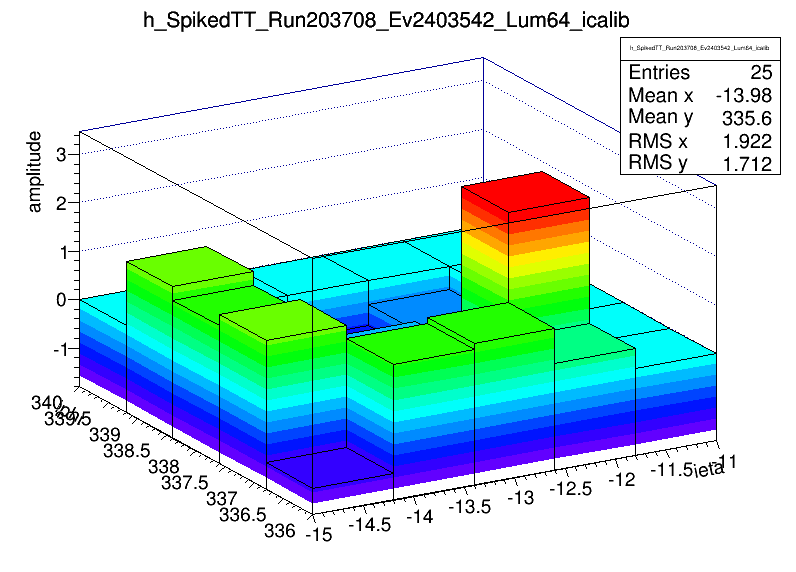 h_SpikedTT_Run203708_Ev2403542_Lum64_icalib
h_SpikedTT_Run203708_Ev2403542_Lum64_icalib
Entries 25
Mean x -13.98
Mean y 335.6
RMS x 1.922
RMS y 1.712
amplitude
3
2
1
0
-1
340
339.5
339
338.5
338
337.5
337
336.5
336
-15
-14.5
-14
-13.5
-13
-12.5
-12
-11.5
-11
ieta